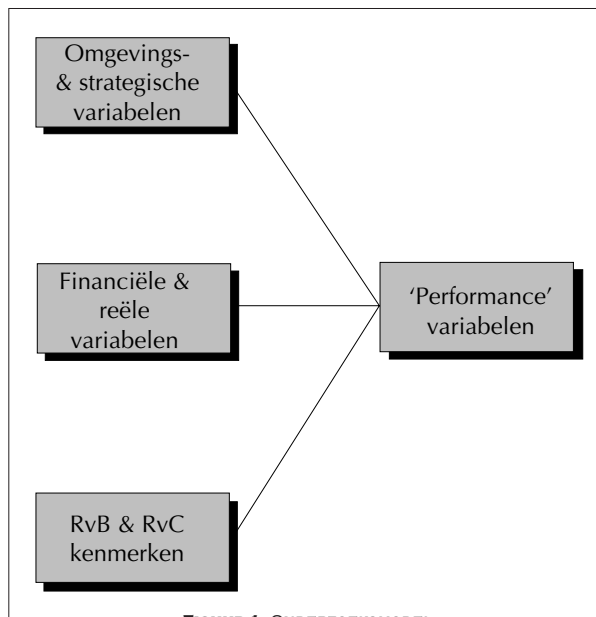 Omgevings-
& strategische
variabelen
Financiële &
reële
variabelen
'Performance'
variabelen
RvB & RvC
kenmerken